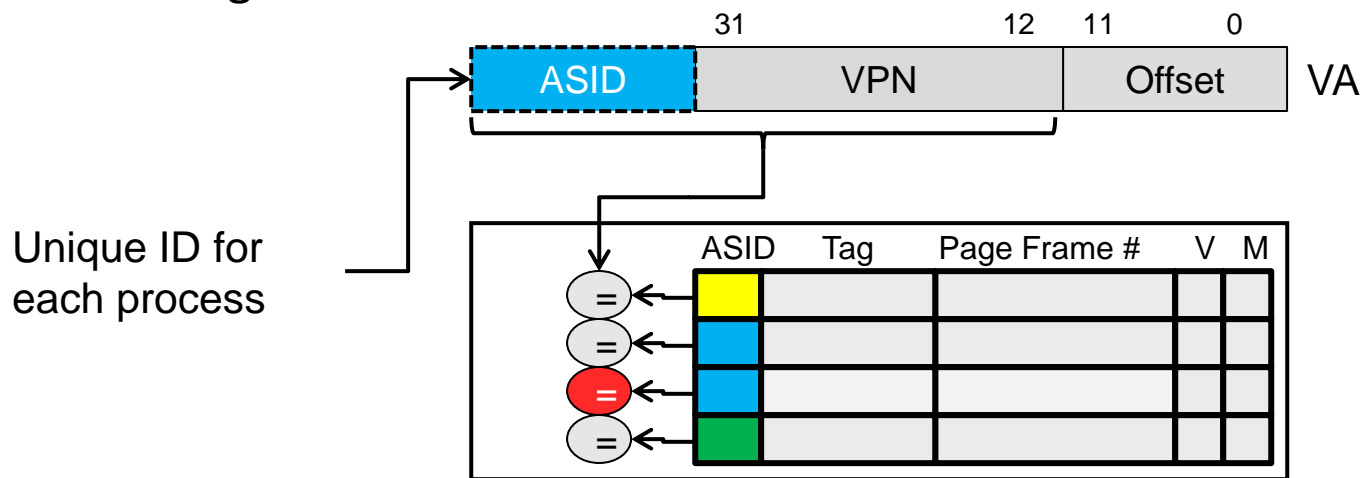 31 12 11 0
ASID VPN Offset VA
Unique ID for
each process
ASID Tag Page Frame # V M
=
=
=
=